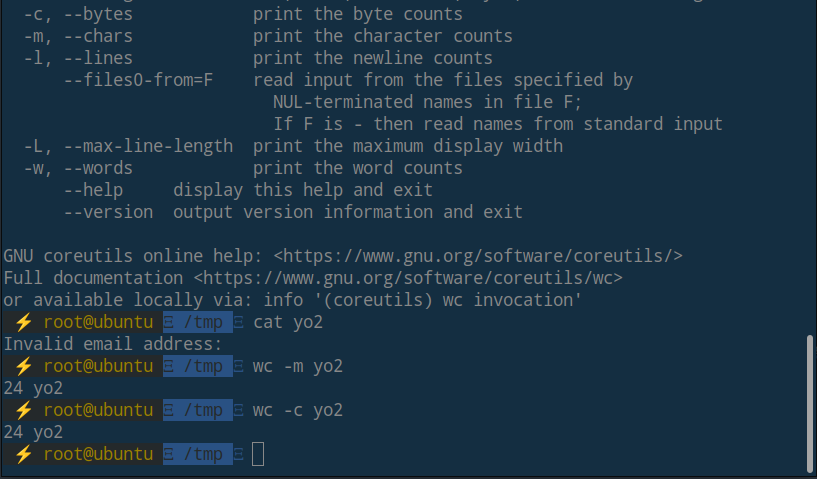 -c, --bytes            print the byte counts
-m, --chars            print the character counts
-l, --lines            print the newline counts
    --files0-from=F    read input from the files specified by
                         NUL-terminated names in file F;
                         If F is - then read names from standard input
-L, --max-line-length  print the maximum display width
-w, --words            print the word counts
    --help     display this help and exit
    --version  output version information and exit

GNU coreutils online help: <https://www.gnu.org/software/coreutils/>
Full documentation <https://www.gnu.org/software/coreutils/wc>
or available locally via: info '(coreutils) wc invocation'
⚡ root@ubuntu Ξ /tmp Ξ cat yo2
Invalid email address:
⚡ root@ubuntu Ξ /tmp Ξ wc -m yo2
24 yo2
⚡ root@ubuntu Ξ /tmp Ξ wc -c yo2
24 yo2
⚡ root@ubuntu Ξ /tmp Ξ